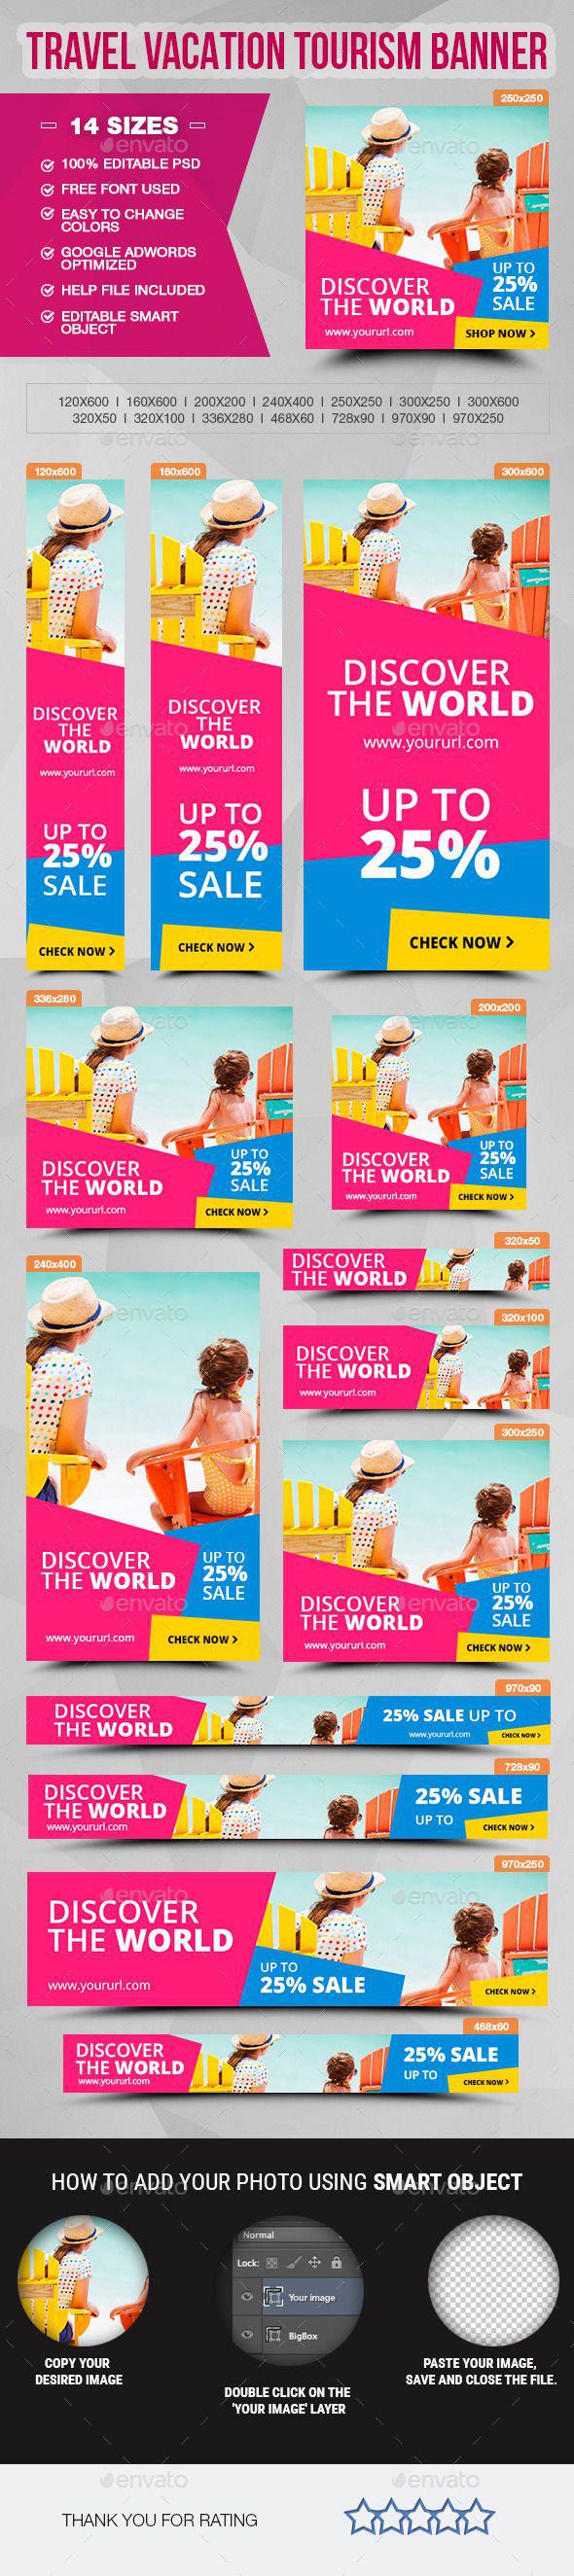 TRAVEL VACATION TOURISM BANNER
14 SIZES
100% EDITABLE PSD
FREE FONT USED
EASY TO CHANGE
COLORS
GOOGLE ADWORDS
OPTIMIZED
HELP FILE INCLUDED
EDITABLE SMART
OBJECT
250x250
DISCOVER
THE WORLD
www.yoururl.com
UP TO
25%
SALE
SHOP NOW >
120X600 I 160X600 I 200X200 I 240X400 I 250X250 I 300X250 I 300X600
320X50 I 320X100 I 336X280 I 468X60 I 728x90 I 970X90 I 970X250
120x600
DISCOVER
THE
WORLD
www.yoururl.com
UP TO
25%
SALE
CHECK NOW >
160x600
DISCOVER
THE
WORLD
www.yoururl.com
UP TO
25%
SALE
CHECK NOW >
300x600
DISCOVER
THE WORLD
www.yoururl.com
UP TO
25%
CHECK NOW >
336x280
DISCOVER
THE WORLD
www.yoururl.com
UP TO
25%
SALE
CHECK NOW >
200x200
DISCOVER
THE WORLD
www.yoururl.com
UP TO
25%
SALE
CHECK NOW >
240x400
DISCOVER
THE WORLD
www.yoururl.com
UP TO
25%
SALE
CHECK NOW >
320x50
DISCOVER
THE WORLD
320x100
DISCOVER
THE WORLD
www.yoururl.com
300x250
DISCOVER
THE WORLD
www.yoururl.com
UP TO
25%
SALE
CHECK NOW >
970x90
DISCOVER
THE WORLD
25% SALE UP TO
www.yoururl.com
CHECK NOW >
728x90
DISCOVER
THE WORLD
www.yoururl.com
25% SALE
UP TO
CHECK NOW >
970x250
DISCOVER
THE WORLD
www.yoururl.com
UP TO
25% SALE
CHECK NOW >
468x60
DISCOVER
THE WORLD
www.yoururl.com
25% SALE
UP TO
CHECK NOW >
HOW TO ADD YOUR PHOTO USING SMART OBJECT
Normal
Lock:
Your image
BigBox
COPY YOUR
DESIRED IMAGE
DOUBLE CLICK ON THE
'YOUR IMAGE' LAYER
PASTE YOUR IMAGE,
SAVE AND CLOSE THE FILE.
THANK YOU FOR RATING
envato